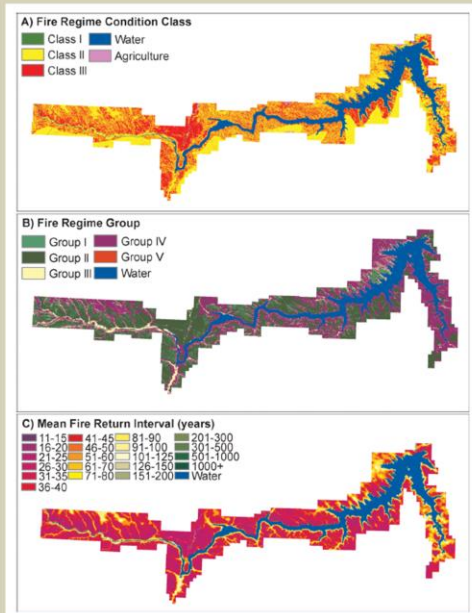 A) Fire Regime Condition Class
Class I Water
Class II Agriculture
Class III
B) Fire Regime Group
Group I Group IV
Group II Group V
Group III Water
C) Mean Fire Return Interval (years)
11-15 41-45 81-90 201-300
16-20 46-50 91-100 301-500
21-25 51-60 101-125 501-1000
26-30 61-70 126-150 1000+
31-35 71-80 151-200 Water
36-40